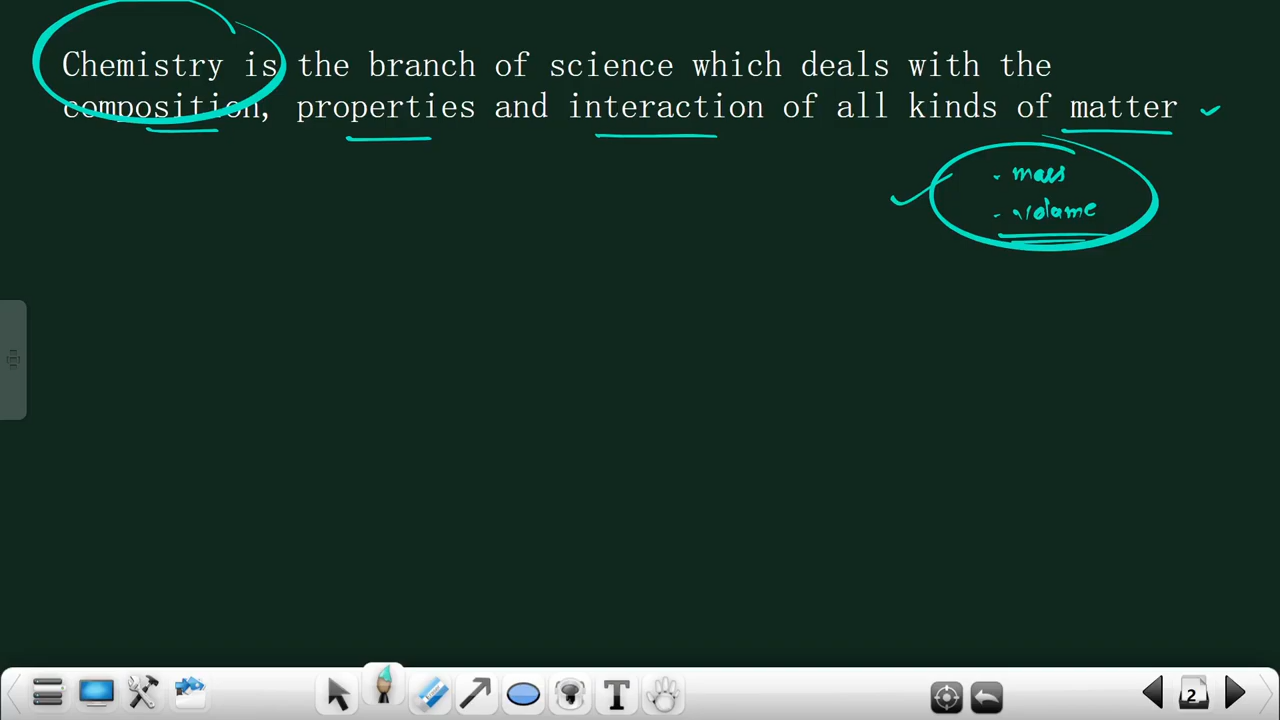 Chemistry is the branch of science which deals with the
composition, properties and interaction of all kinds of matter
. mass
- volume
T
2